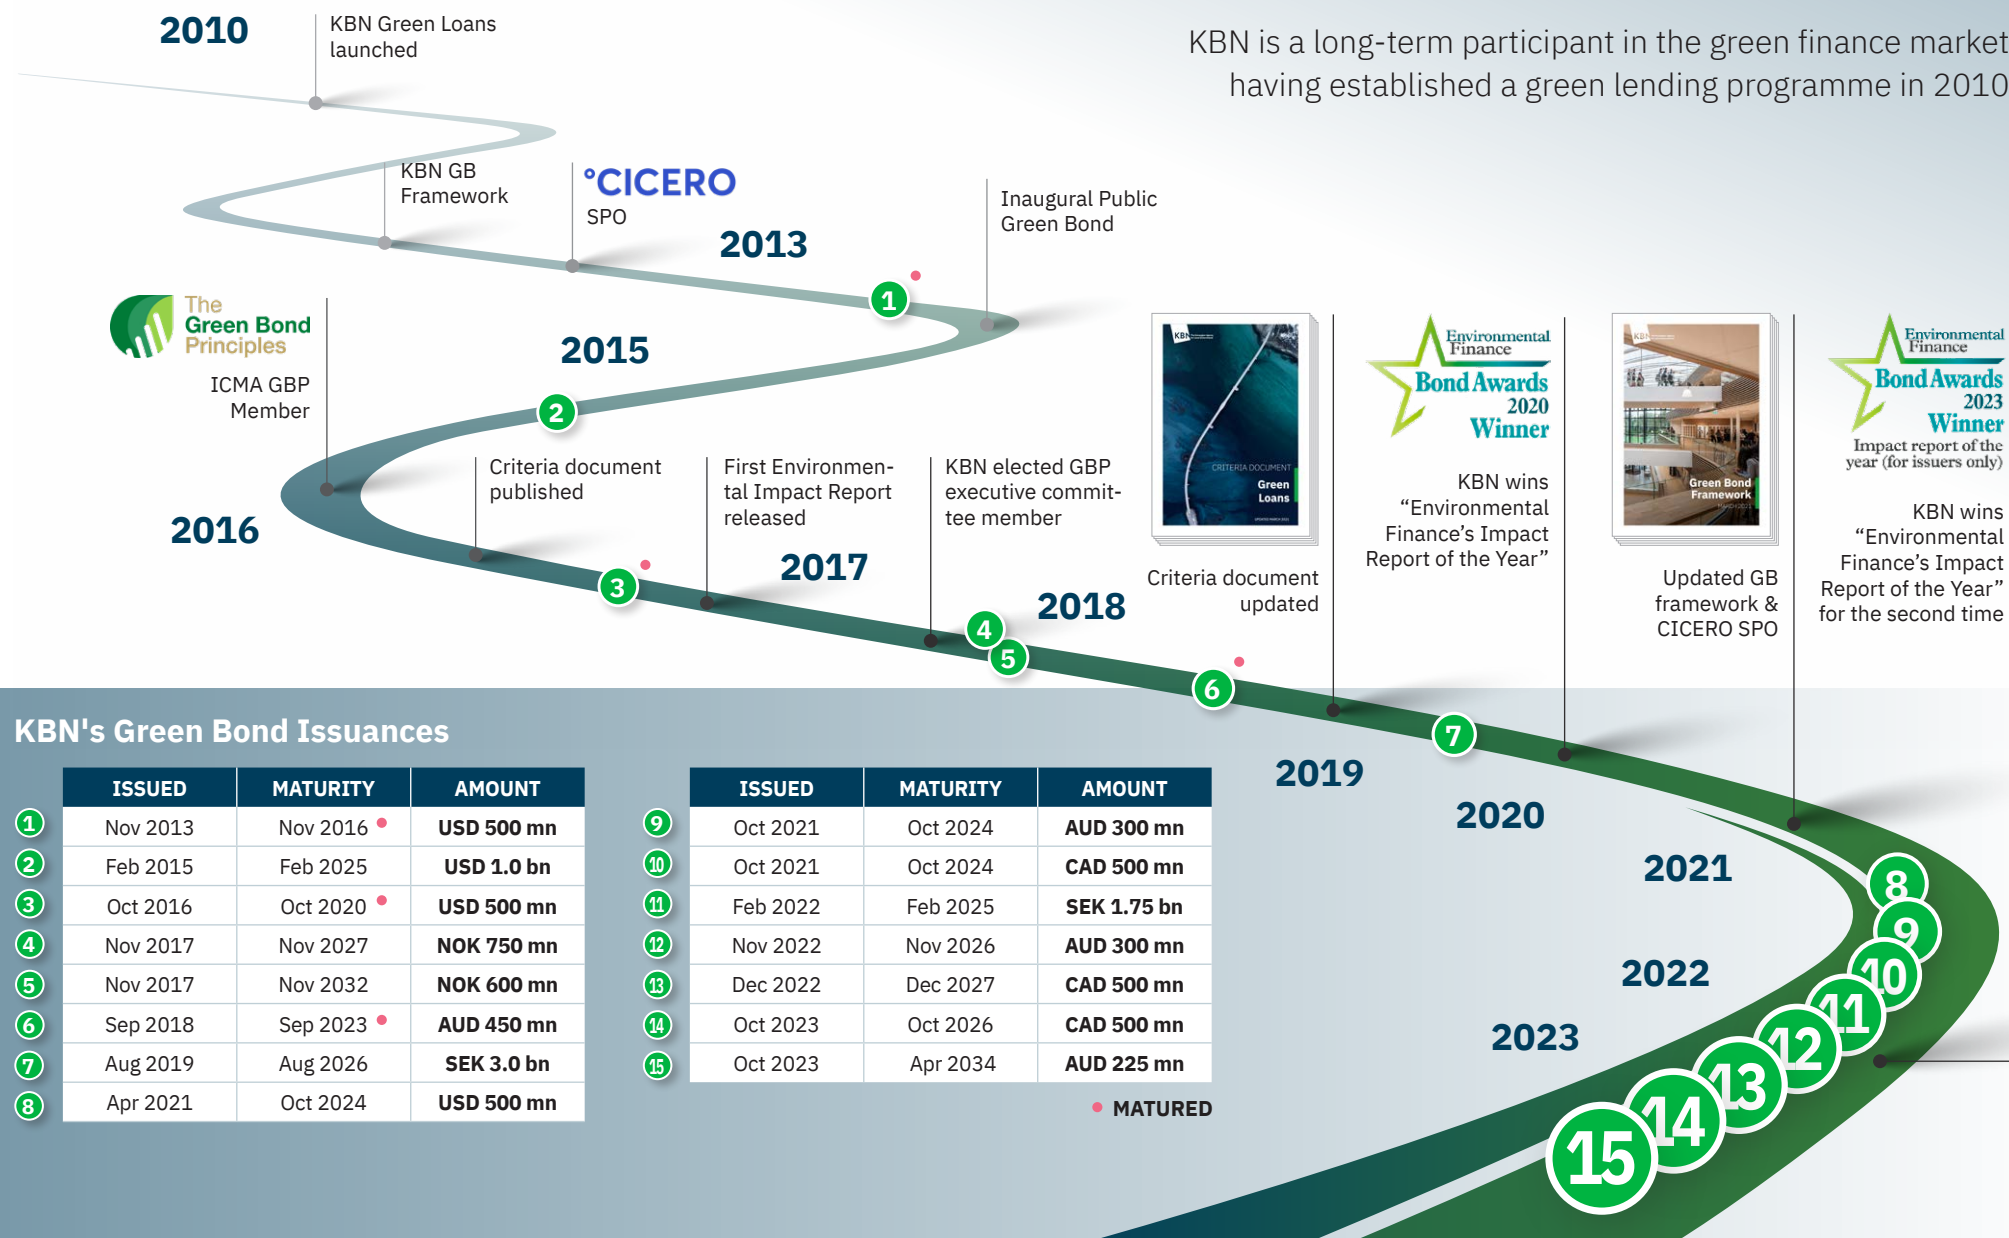 2010
KBN Green Loans
launched
KBN is a long-term participant in the green finance market
having established a green lending programme in 2010
KBN GB
Framework
°CICERO
SPO
2013
Inaugural Public
Green Bond
1
The
Green Bond
Principles
ICMA GBP
Member
2015
2
2016
Criteria document
published
3
First Environmen-
tal Impact Report
released
2017
KBN elected GBP
executive commit-
tee member
4
5
2018
6
KBN
CRITERIA DOCUMENT
Green
Loans
UPDATED MARCH 2021
Criteria document
updated
Environmental
Finance
Bond Awards
2020
Winner
KBN wins
“Environmental
Finance’s Impact
Report of the Year”
KBN
Green Bond
Framework
MARCH 2021
Updated GB
framework &
CICERO SPO
Environmental
Finance
Bond Awards
2023
Winner
Impact report of the
year (for issuers only)
KBN wins
“Environmental
Finance’s Impact
Report of the Year”
for the second time
7
2019
2020
2021
8
9
10
2022
11
12
2023
13
14
15
KBN's Green Bond Issuances
ISSUED MATURITY AMOUNT
1 Nov 2013 Nov 2016 USD 500 mn
2 Feb 2015 Feb 2025 USD 1.0 bn
3 Oct 2016 Oct 2020 USD 500 mn
4 Nov 2017 Nov 2027 NOK 750 mn
5 Nov 2017 Nov 2032 NOK 600 mn
6 Sep 2018 Sep 2023 AUD 450 mn
7 Aug 2019 Aug 2026 SEK 3.0 bn
8 Apr 2021 Oct 2024 USD 500 mn
ISSUED MATURITY AMOUNT
9 Oct 2021 Oct 2024 AUD 300 mn
10 Oct 2021 Oct 2024 CAD 500 mn
11 Feb 2022 Feb 2025 SEK 1.75 bn
12 Nov 2022 Nov 2026 AUD 300 mn
13 Dec 2022 Dec 2027 CAD 500 mn
14 Oct 2023 Oct 2026 CAD 500 mn
15 Oct 2023 Apr 2034 AUD 225 mn
MATURED